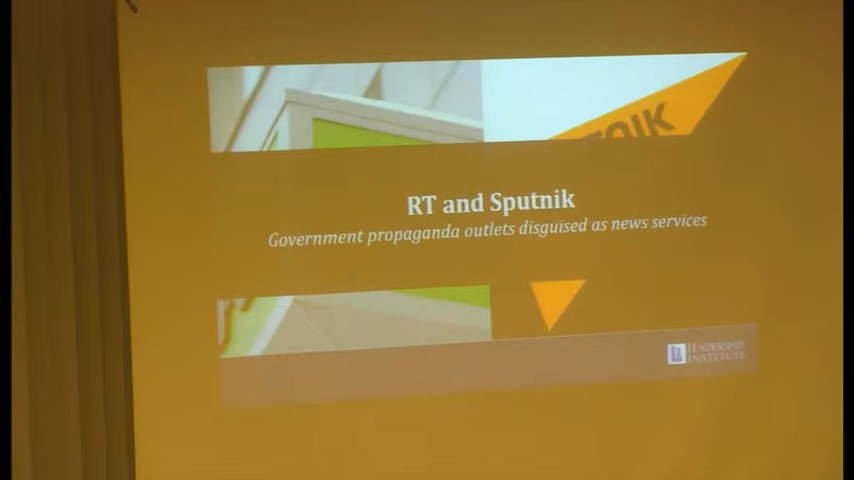 TNIK
RT and Sputnik
Government propaganda outlets disguised as news services
LEADERSHIP
INSTITUTE